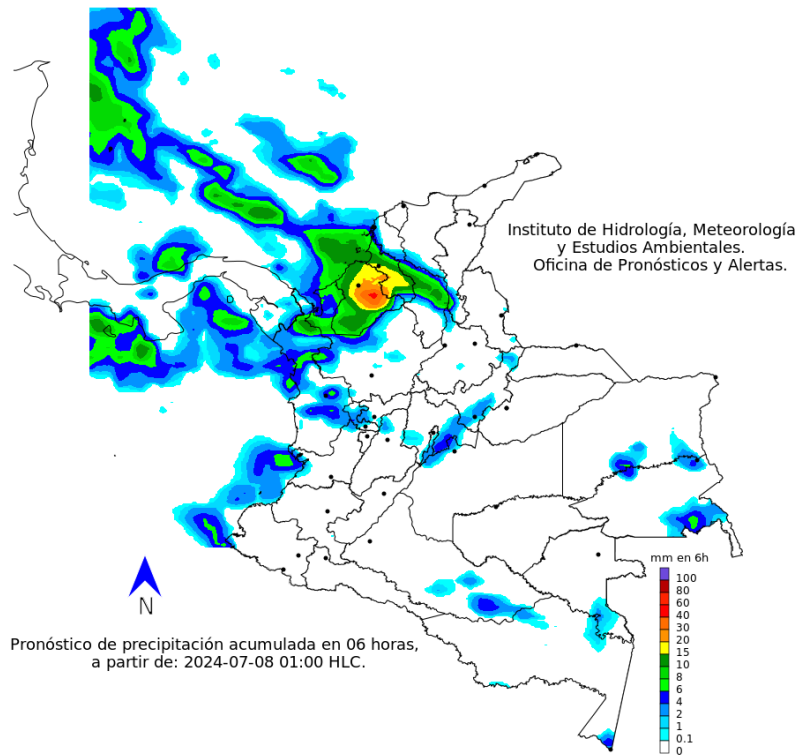 Instituto de Hidrología, Meteorología
y Estudios Ambientales.
Oficina de Pronósticos y Alertas.
N
Pronóstico de precipitación acumulada en 06 horas,
a partir de: 2024-07-08 01:00 HLC.
mm en 6h
100
80
60
40
30
20
15
10
8
6
4
2
1
0.1
0